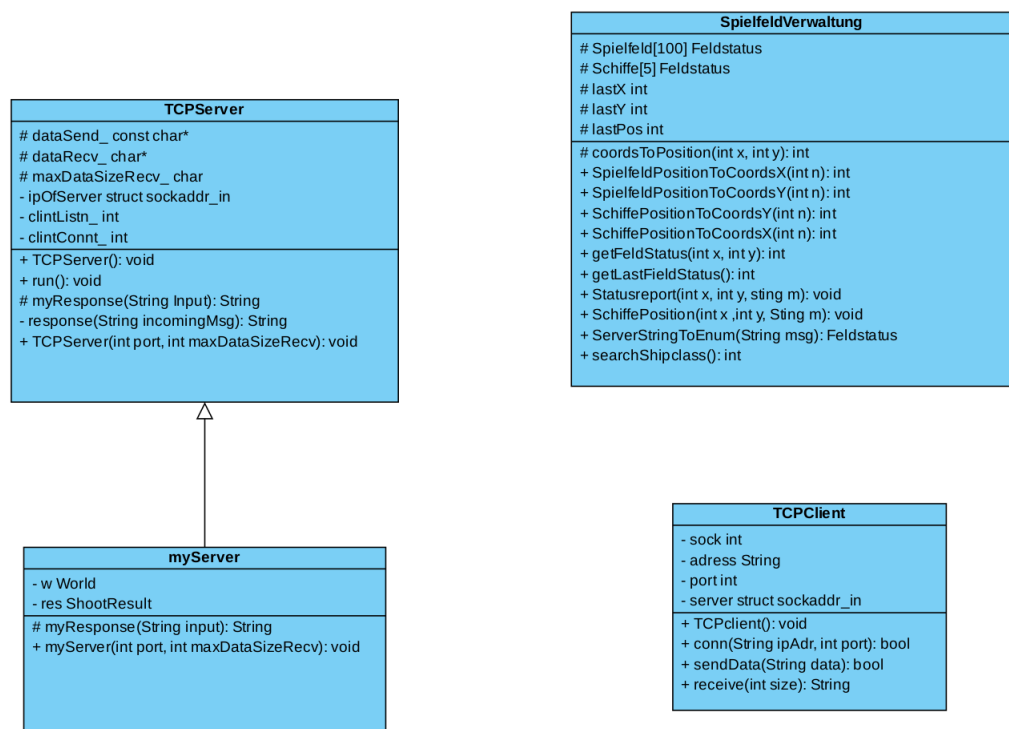 TCPServer
# dataSend_ const char*
# dataRecv_ char*
# maxDataSizeRecv_ char
- ipOfServer struct sockaddr_in
- clintListn_ int
- clintConnt_ int
+ TCPServer(): void
+ run(): void
# myResponse(String Input): String
- response(String incomingMsg): String
+ TCPServer(int port, int maxDataSizeRecv): void
SpielfeldVerwaltung
# Spielfeld[100] Feldstatus
# Schiffe[5] Feldstatus
# lastX int
# lastY int
# lastPos int
# coordsToPosition(int x, int y): int
+ SpielfeldPositionToCoordsX(int n): int
+ SpielfeldPositionToCoordsY(int n): int
+ SchiffePositionToCoordsY(int n): int
+ SchiffePositionToCoordsX(int n): int
+ getFeldStatus(int x, int y): int
+ getLastFieldStatus(): int
+ Statusreport(int x, int y, sting m): void
+ SchiffePosition(int x ,int y, Sting m): void
+ ServerStringToEnum(String msg): Feldstatus
+ searchShipclass(): int
myServer
- w World
- res ShootResult
# myResponse(String input): String
+ myServer(int port, int maxDataSizeRecv): void
TCPClient
- sock int
- adress String
- port int
- server struct sockaddr_in
+ TCPclient(): void
+ conn(String ipAdr, int port): bool
+ sendData(String data): bool
+ receive(int size): String